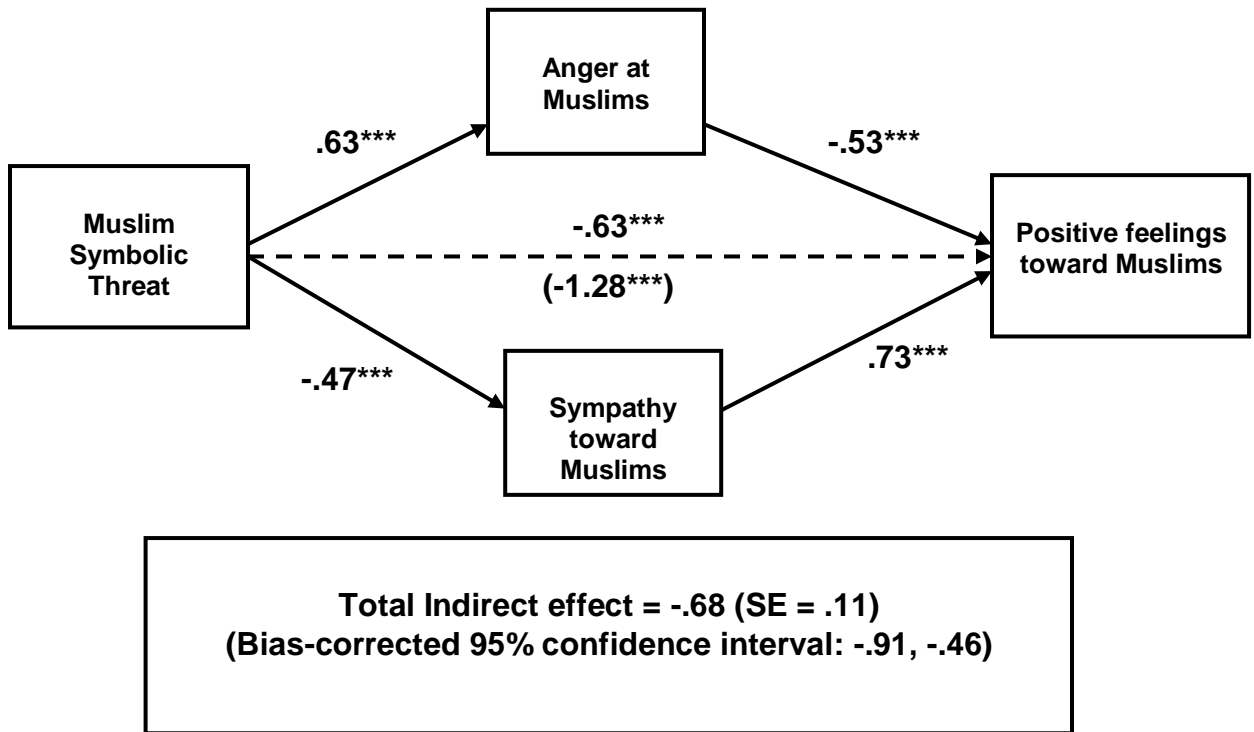 Anger at
Muslims
.63***
-.53***
Muslim
Symbolic
Threat
-.63***
(-1.28***)
Positive feelings
toward Muslims
-.47***
.73***
Sympathy
toward
Muslims
Total Indirect effect = -.68 (SE = .11)
(Bias-corrected 95% confidence interval: -.91, -.46)